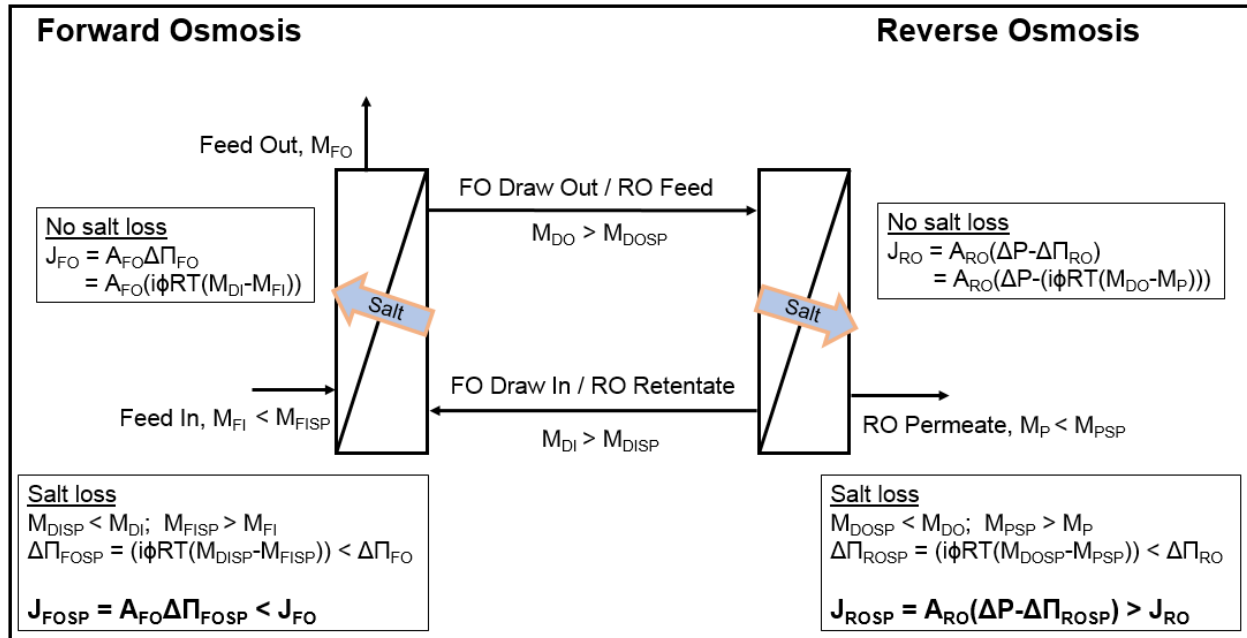 Forward Osmosis
Reverse Osmosis
Feed Out, M_FO
FO Draw Out / RO Feed
M_DO > M_DOSP
No salt loss
J_FO = A_FOΔΠ_FO
= A_FO(iϕRT(M_DI-M_FI))
No salt loss
J_RO = A_RO(ΔP-ΔΠ_RO)
= A_RO(ΔP-(iϕRT(M_DO-M_P)))
Salt
Salt
FO Draw In / RO Retentate
M_DI > M_DISP
Feed In, M_FI < M_FISP
RO Permeate, M_P < M_PSP
Salt loss
M_DISP < M_DI; M_FISP > M_FI
ΔΠ_FOSP = (iϕRT(M_DISP-M_FISP)) < ΔΠ_FO
J_FOSP = A_FOΔΠ_FOSP < J_FO
Salt loss
M_DOSP < M_DO; M_PSP > M_P
ΔΠ_ROSP = (iϕRT(M_DOSP-M_PSP)) < ΔΠ_RO
J_ROSP = A_RO(ΔP-ΔΠ_ROSP) > J_RO